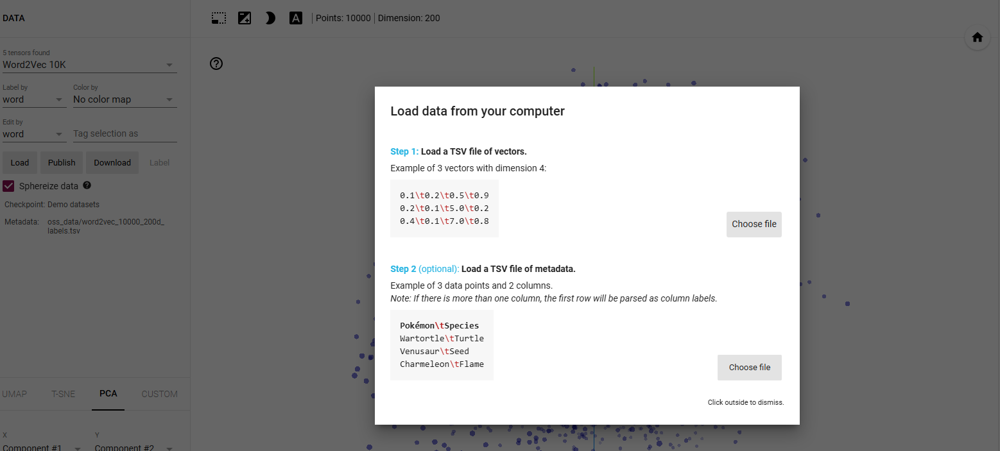 DATA
Points: 10000
Dimension: 200
5 tensors found
Word2Vec 10K
Label by
Color by
word
No color map
Edit by
word
Tag selection as
Load
Publish
Download
Label
Sphereize data
Checkpoint: Demo datasets
Metadata: oss_data/word2vec_10000_200d_
labels.tsv
UMAP
T-SNE
PCA
CUSTOM
X
Y
Component #1
Component #2
A
Load data from your computer
Step 1: Load a TSV file of vectors.
Example of 3 vectors with dimension 4:
0.1\t0.2\t0.5\t0.9
0.2\t0.1\t5.0\t0.2
0.4\t0.1\t7.0\t0.8
Choose file
Step 2 (optional): Load a TSV file of metadata.
Example of 3 data points and 2 columns.
Note: If there is more than one column, the first row will be parsed as column labels.
Pokémon\tSpecies
Wartortle\tTurtle
Venusaur\tSeed
Charmeleon\tFlame
Choose file
Click outside to dismiss.